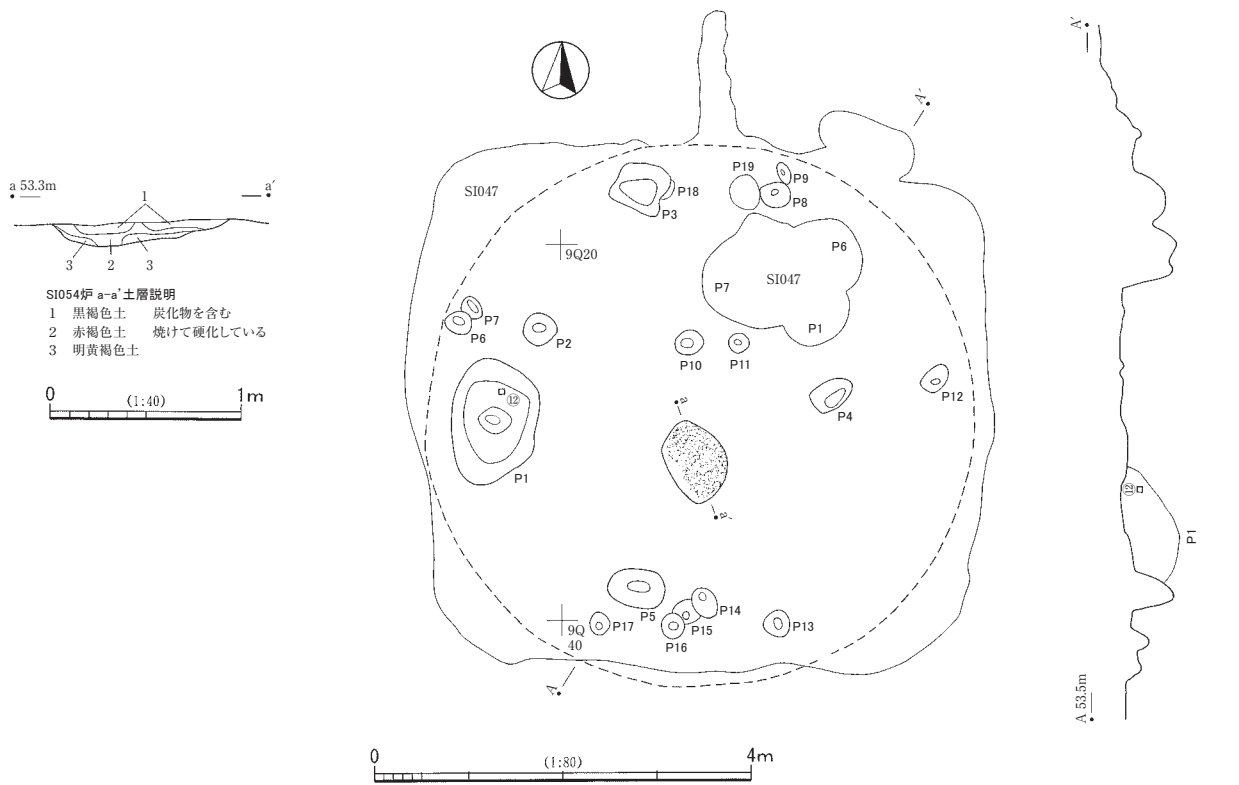 a 53.3m
a′
1
3
2
3
SI054炉 a-a'土層説明
1 黒褐色土 炭化物を含む
2 赤褐色土 焼けて硬化している
3 明黄褐色土
0
1m
(1:40)
A′
SI047
P19
P9
P18
P8
P3
9Q20
P6
SI047
P7
P1
P7
P6
P2
P10
P11
P12
⑫
P4
a
P1
a′
P14
P5
P15
P17
P13
P16
9Q
40
A
0
4m
(1:80)
A′
⑫
P1
A 53.5m